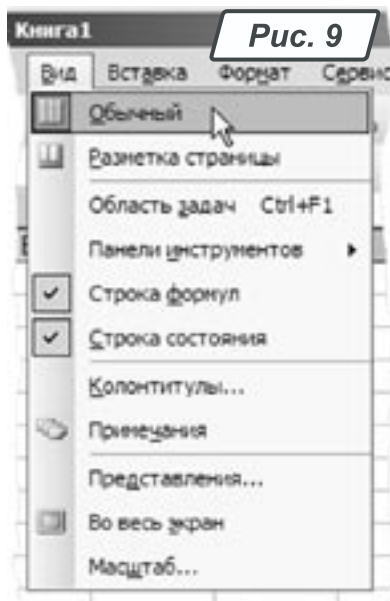 Книга1
Рис. 9
Вид Вставка Формат Сервис
Обычный
Разметка страницы
Область задач Ctrl+F1
Панели инструментов
Строка формул
Строка состояния
Колонтитулы...
Примечания
Представления...
Во весь экран
Масштаб...